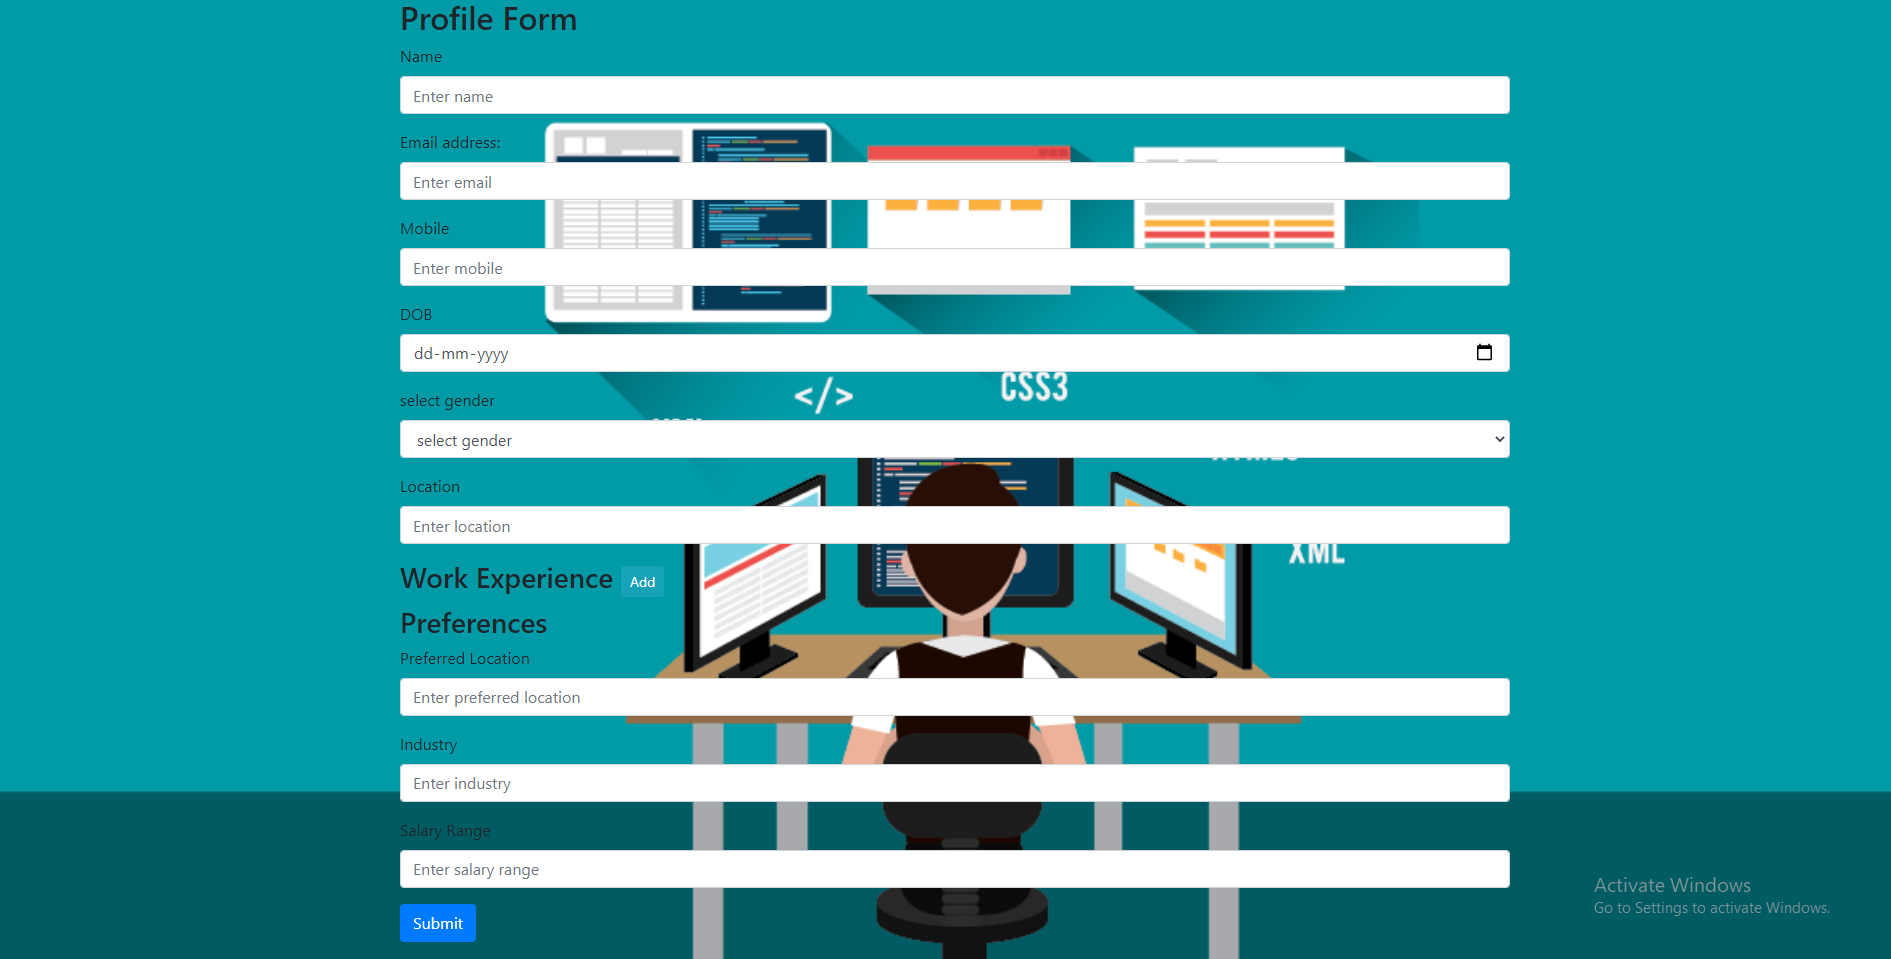 Profile Form
Name
Enter name
Email address:
Enter email
Mobile
Enter mobile
DOB
dd-mm-yyyy
</>
CSS3
select gender
select gender
Location
Enter location
XML
Work Experience Add
Preferences
Preferred Location
Enter preferred location
Industry
Enter industry
Salary Range
Enter salary range
Activate Windows
Go to Settings to activate Windows.
Submit